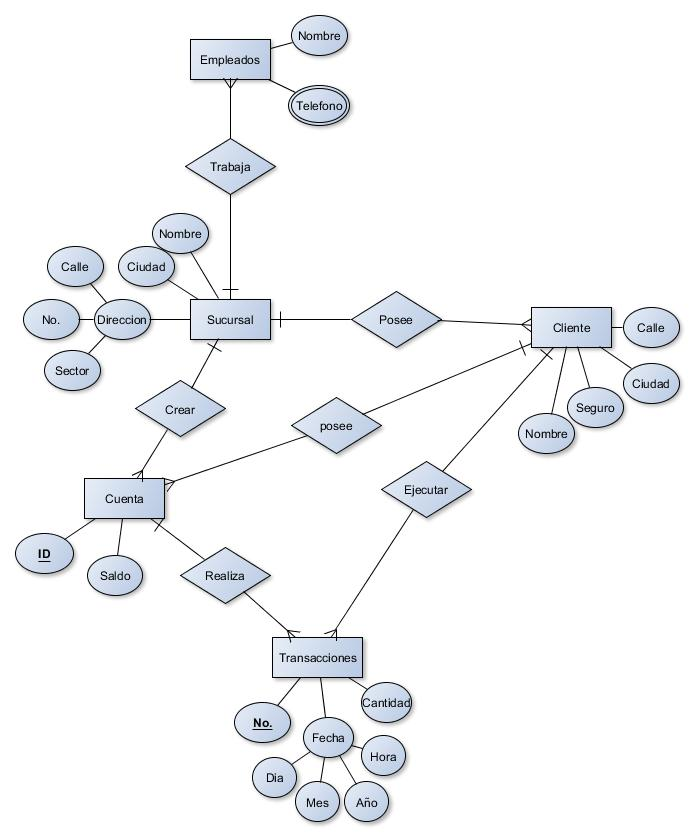 Nombre
Empleados
Telefono
Trabaja
Nombre
Calle
Ciudad
No.
Direccion
Sucursal
Posee
Cliente
Calle
Sector
Ciudad
Seguro
Crear
posee
Nombre
Cuenta
Ejecutar
ID
Saldo
Realiza
Transacciones
Cantidad
No.
Fecha
Hora
Dia
Mes
Año